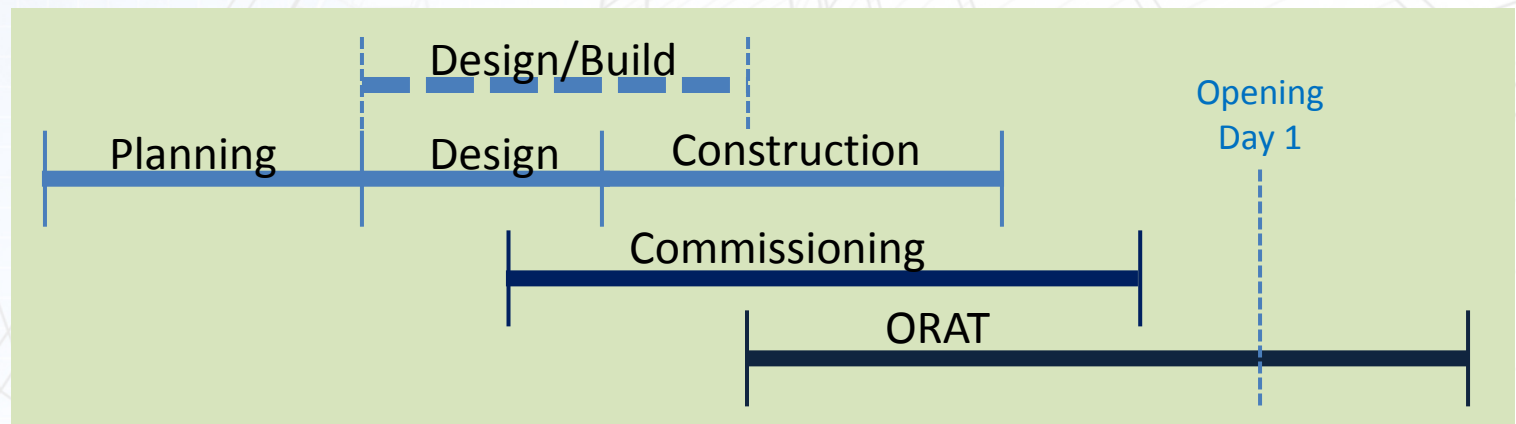 Design/Build
Opening
Day 1
Planning
Design
Construction
Commissioning
ORAT